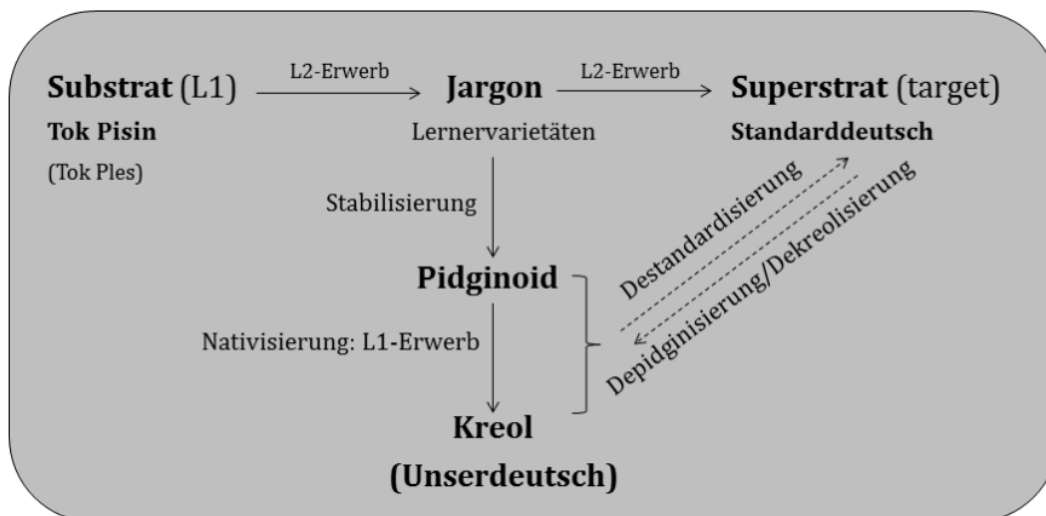 L2-Erwerb L2-Erwerb
Substrat (L1) Jargon Superstrat (target)
Tok Pisin Lernervarietäten Standarddeutsch
(Tok Ples)
Stabilisierung
Destandardisierung
Pidginoid
Depidginisierung/Dekreolisierung
Nativisierung: L1-Erwerb
Kreol
(Unserdeutsch)